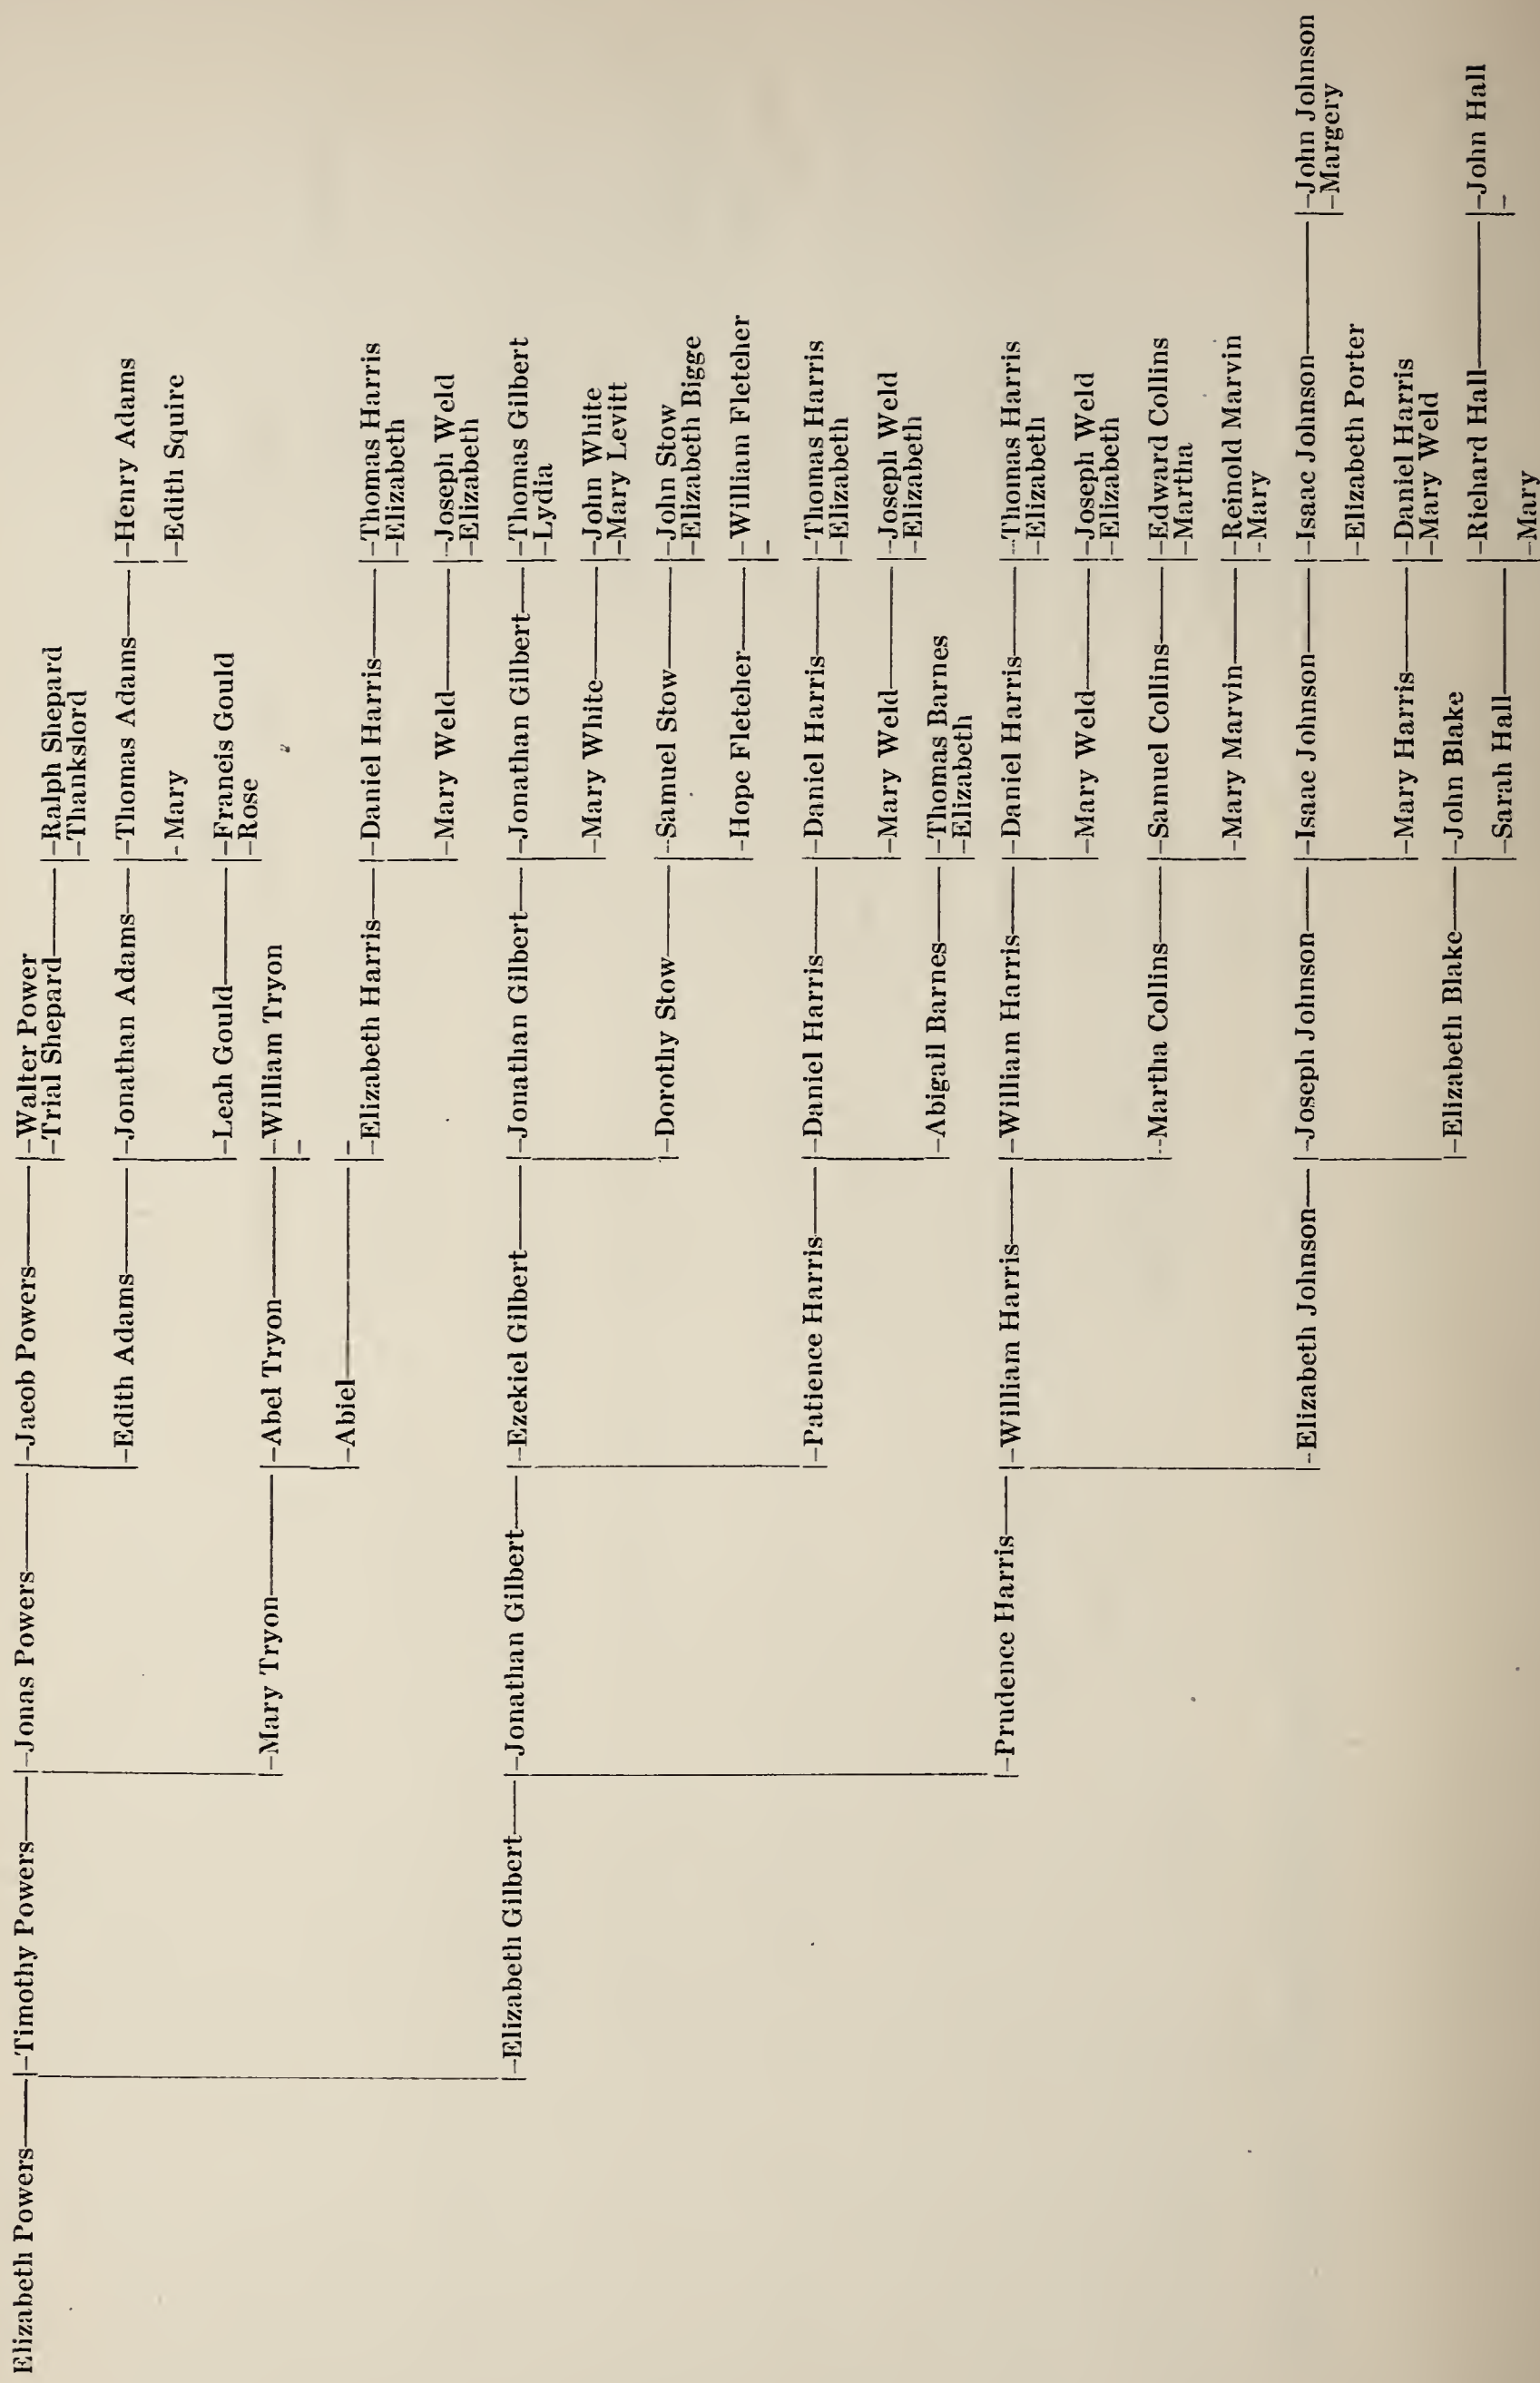 Elizabeth Powers
Timothy Powers
Jonas Powers
Jacob Powers
Walter Power
Trial Shepard
Ralph Shepard
Thankslord
Edith Adams
Jonathan Adams
Thomas Adams
Henry Adams
Edith Squire
Mary
Leah Gould
Francis Gould
Rose
Mary Tryon
Abel Tryon
William Tryon
Abiel
Elizabeth Harris
Daniel Harris
Thomas Harris
Elizabeth
Mary Weld
Joseph Weld
Elizabeth
Elizabeth Gilbert
Jonathan Gilbert
Ezekiel Gilbert
Jonathan Gilbert
Jonathan Gilbert
Thomas Gilbert
Lydia
Mary White
John White
Mary Levitt
Dorothy Stow
Samuel Stow
John Stow
Elizabeth Bigge
Hope Fletcher
William Fletcher
Patience Harris
Daniel Harris
Daniel Harris
Thomas Harris
Elizabeth
Mary Weld
Joseph Weld
Elizabeth
Abigail Barnes
Thomas Barnes
Elizabeth
Prudence Harris
William Harris
William Harris
Daniel Harris
Thomas Harris
Elizabeth
Mary Weld
Joseph Weld
Elizabeth
Martha Collins
Samuel Collins
Edward Collins
Martha
Mary Marvin
Reinold Marvin
Mary
Elizabeth Johnson
Joseph Johnson
Isaac Johnson
Isaac Johnson
John Johnson
Margery
Elizabeth Porter
Mary Harris
Daniel Harris
Mary Weld
Elizabeth Blake
John Blake
Sarah Hall
Richard Hall
John Hall
Mary